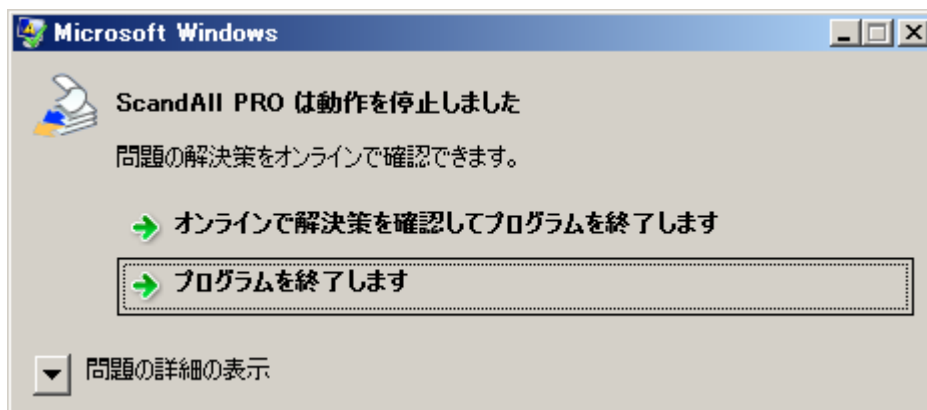 Microsoft Windows
ScandAll PRO は動作を停止しました
問題の解決策をオンラインで確認できます。
オンラインで解決策を確認してプログラムを終了します
プログラムを終了します
問題の詳細の表示